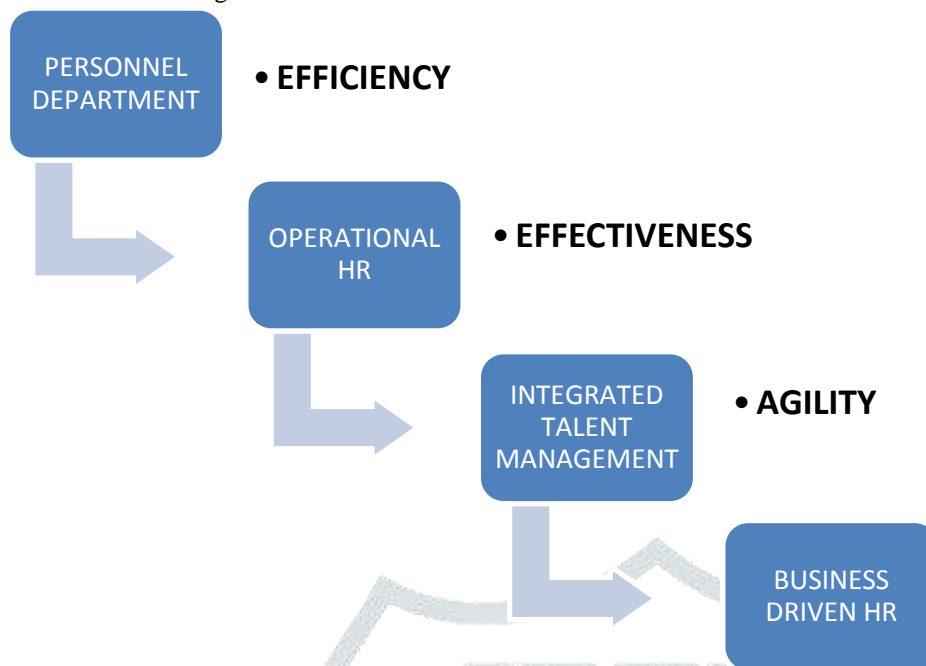 PERSONNEL
DEPARTMENT
• EFFICIENCY
OPERATIONAL
HR
• EFFECTIVENESS
INTEGRATED
TALENT
MANAGEMENT
• AGILITY
BUSINESS
DRIVEN HR